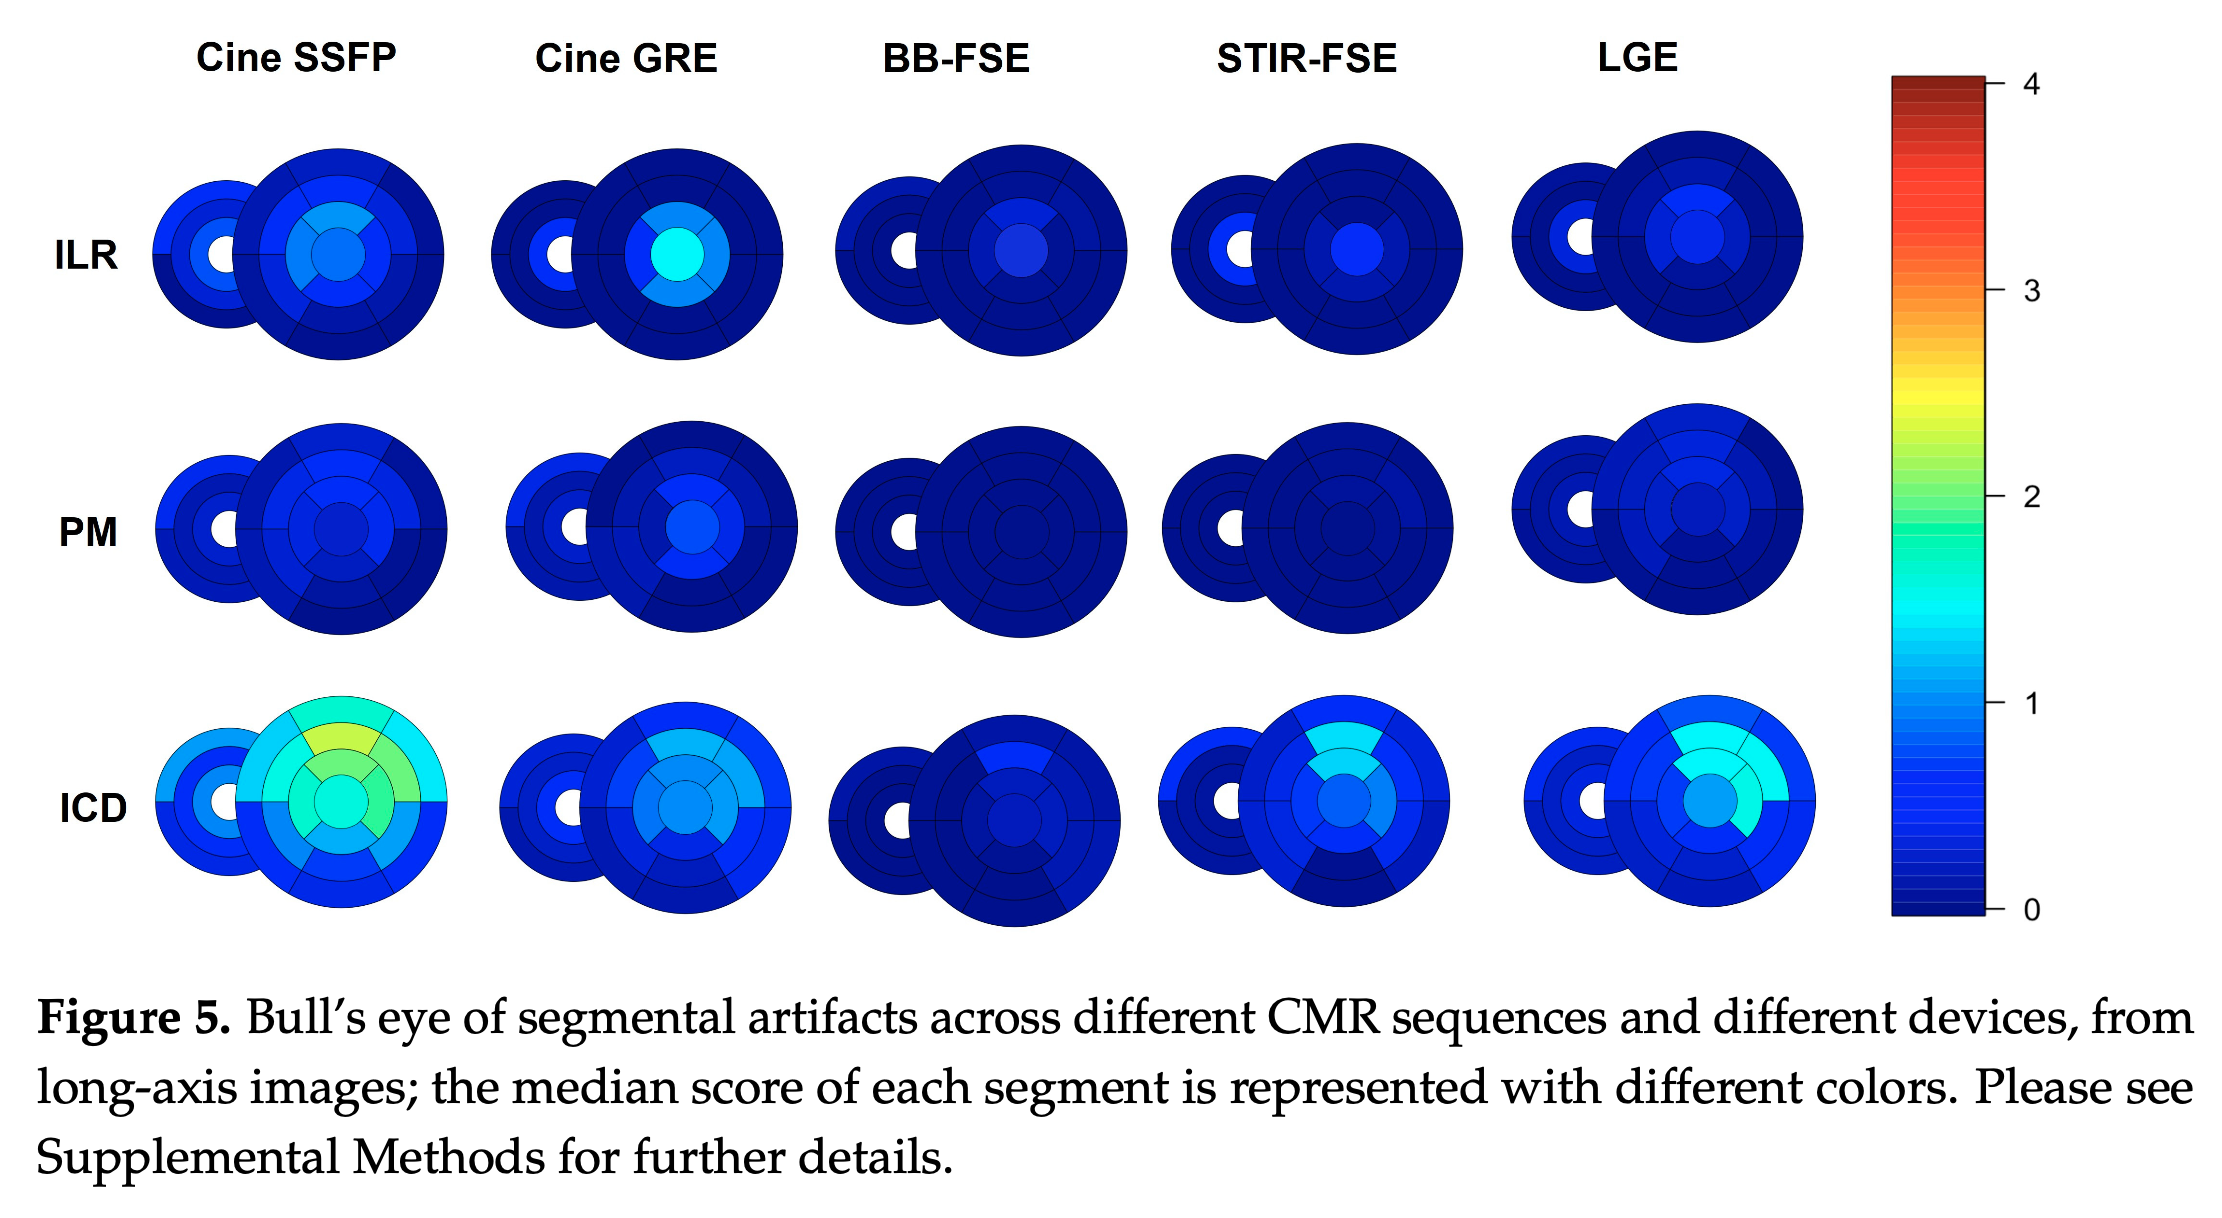 Cine SSFP Cine GRE BB-FSE STIR-FSE LGE
4
ILR
3
PM
2
1
ICD
0
Figure 5. Bull’s eye of segmental artifacts across different CMR sequences and different devices, from
long-axis images; the median score of each segment is represented with different colors. Please see
Supplemental Methods for further details.